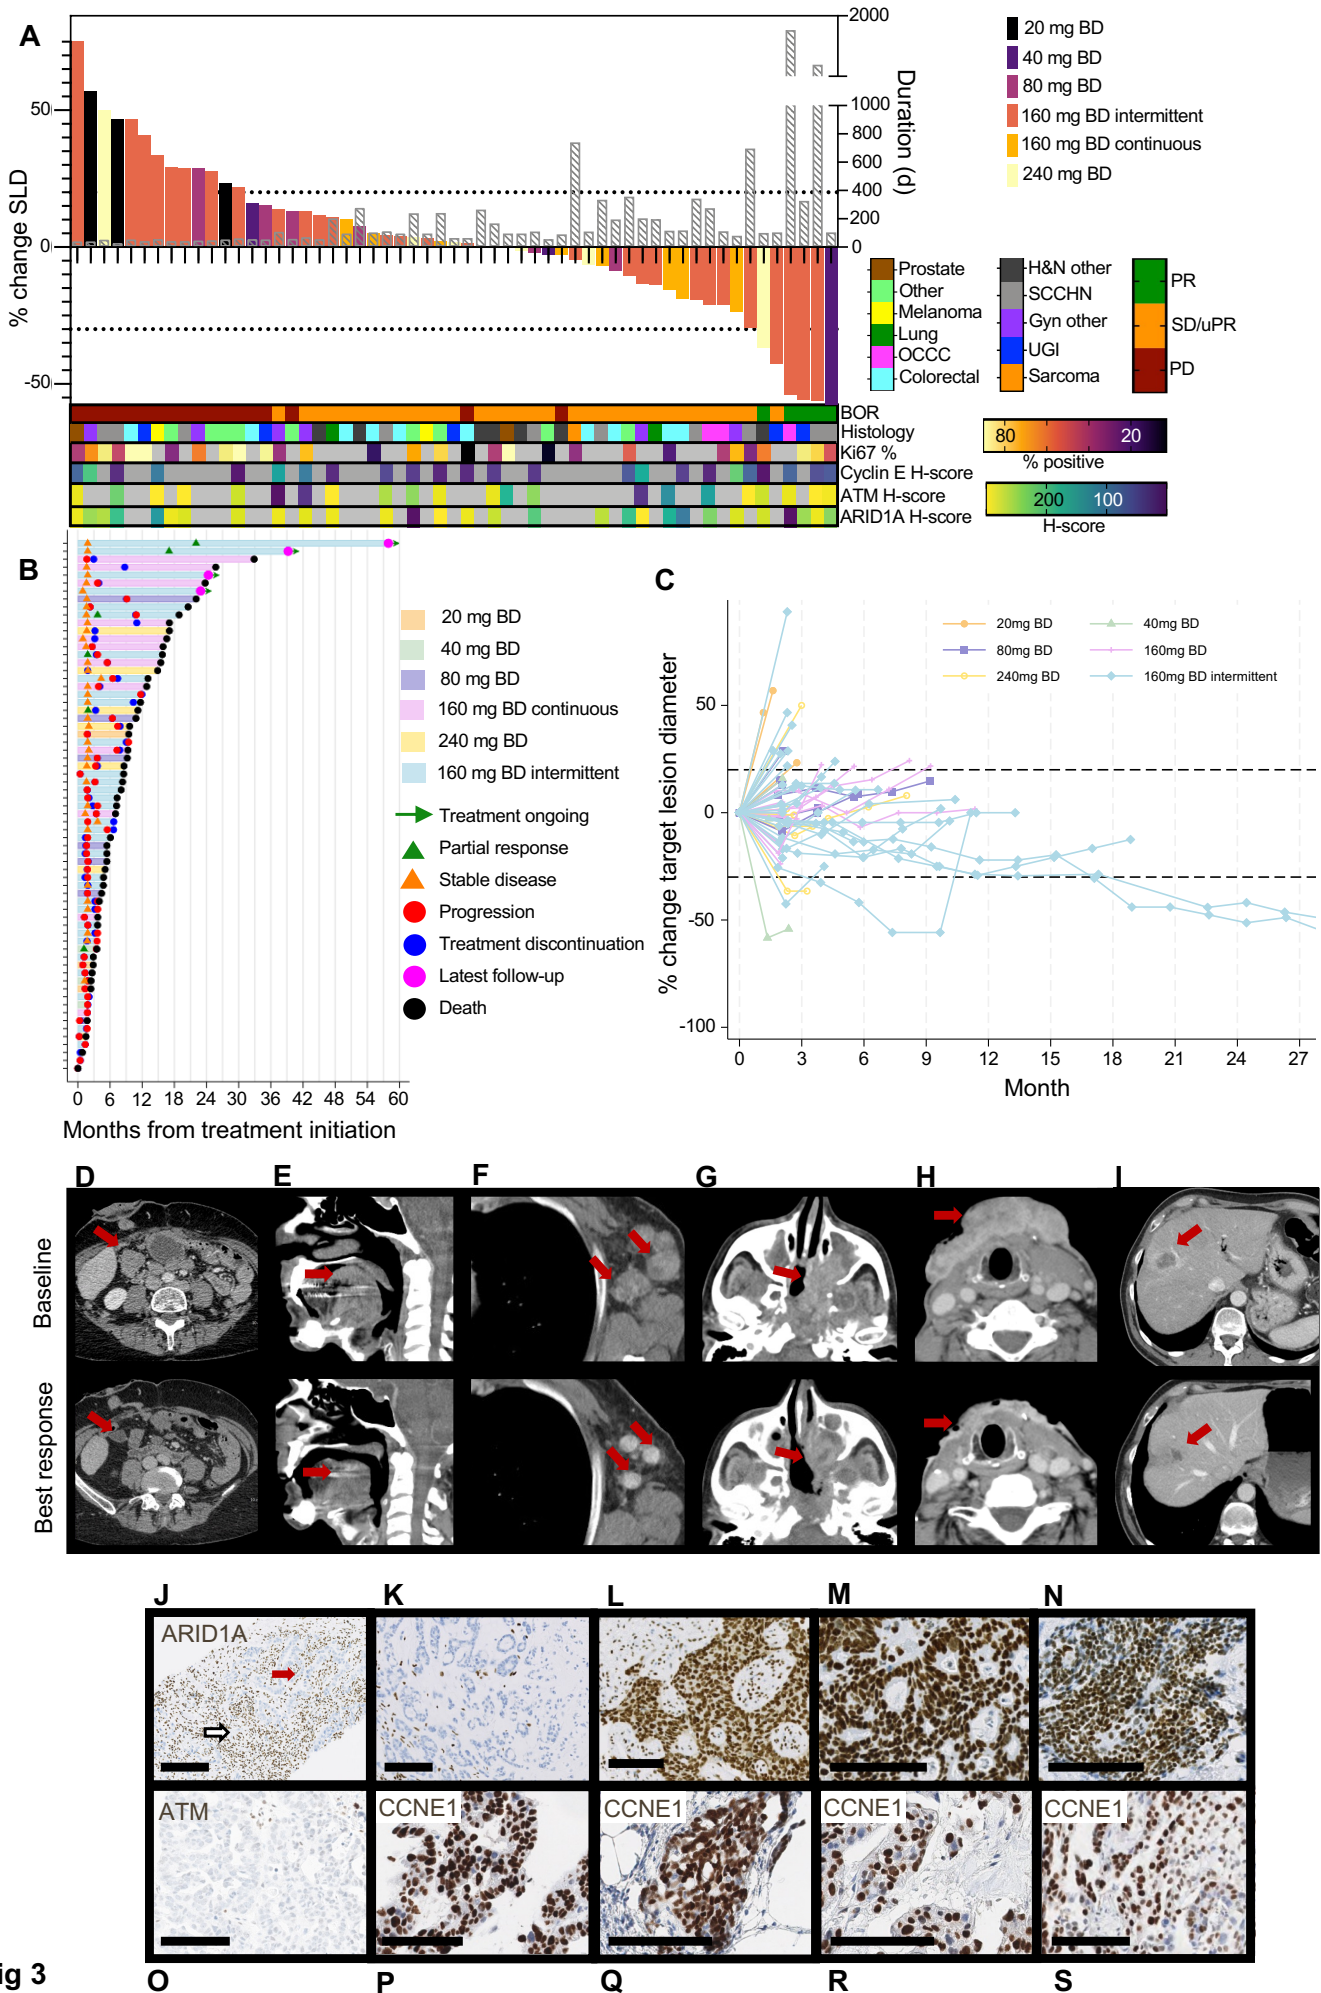 A
% change SLD
50
0
-50
2000
1000
800
600
400
200
0
Duration (d)
20 mg BD
40 mg BD
80 mg BD
160 mg BD intermittent
160 mg BD continuous
240 mg BD
Prostate
Other
Melanoma
Lung
OCCC
Colorectal
H&N other
SCCHN
Gyn other
UGI
Sarcoma
PR
SD/uPR
PD
BOR
Histology
Ki67 %
Cyclin E H-score
ATM H-score
ARID1A H-score
80 20
% positive
200 100
H-score
B
20 mg BD
40 mg BD
80 mg BD
160 mg BD continuous
240 mg BD
160 mg BD intermittent
Treatment ongoing
Partial response
Stable disease
Progression
Treatment discontinuation
Latest follow-up
Death
0 6 12 18 24 30 36 42 48 54 60
Months from treatment initiation
C
20mg BD
80mg BD
240mg BD
40mg BD
160mg BD
160mg BD intermittent
% change target lesion diameter
50
0
-50
-100
0 3 6 9 12 15 18 21 24 27
Month
D E F G H I
Baseline
Best response
J K L M N
ARID1A
ATM
CCNE1
CCNE1
CCNE1
CCNE1
O P Q R S
ig 3